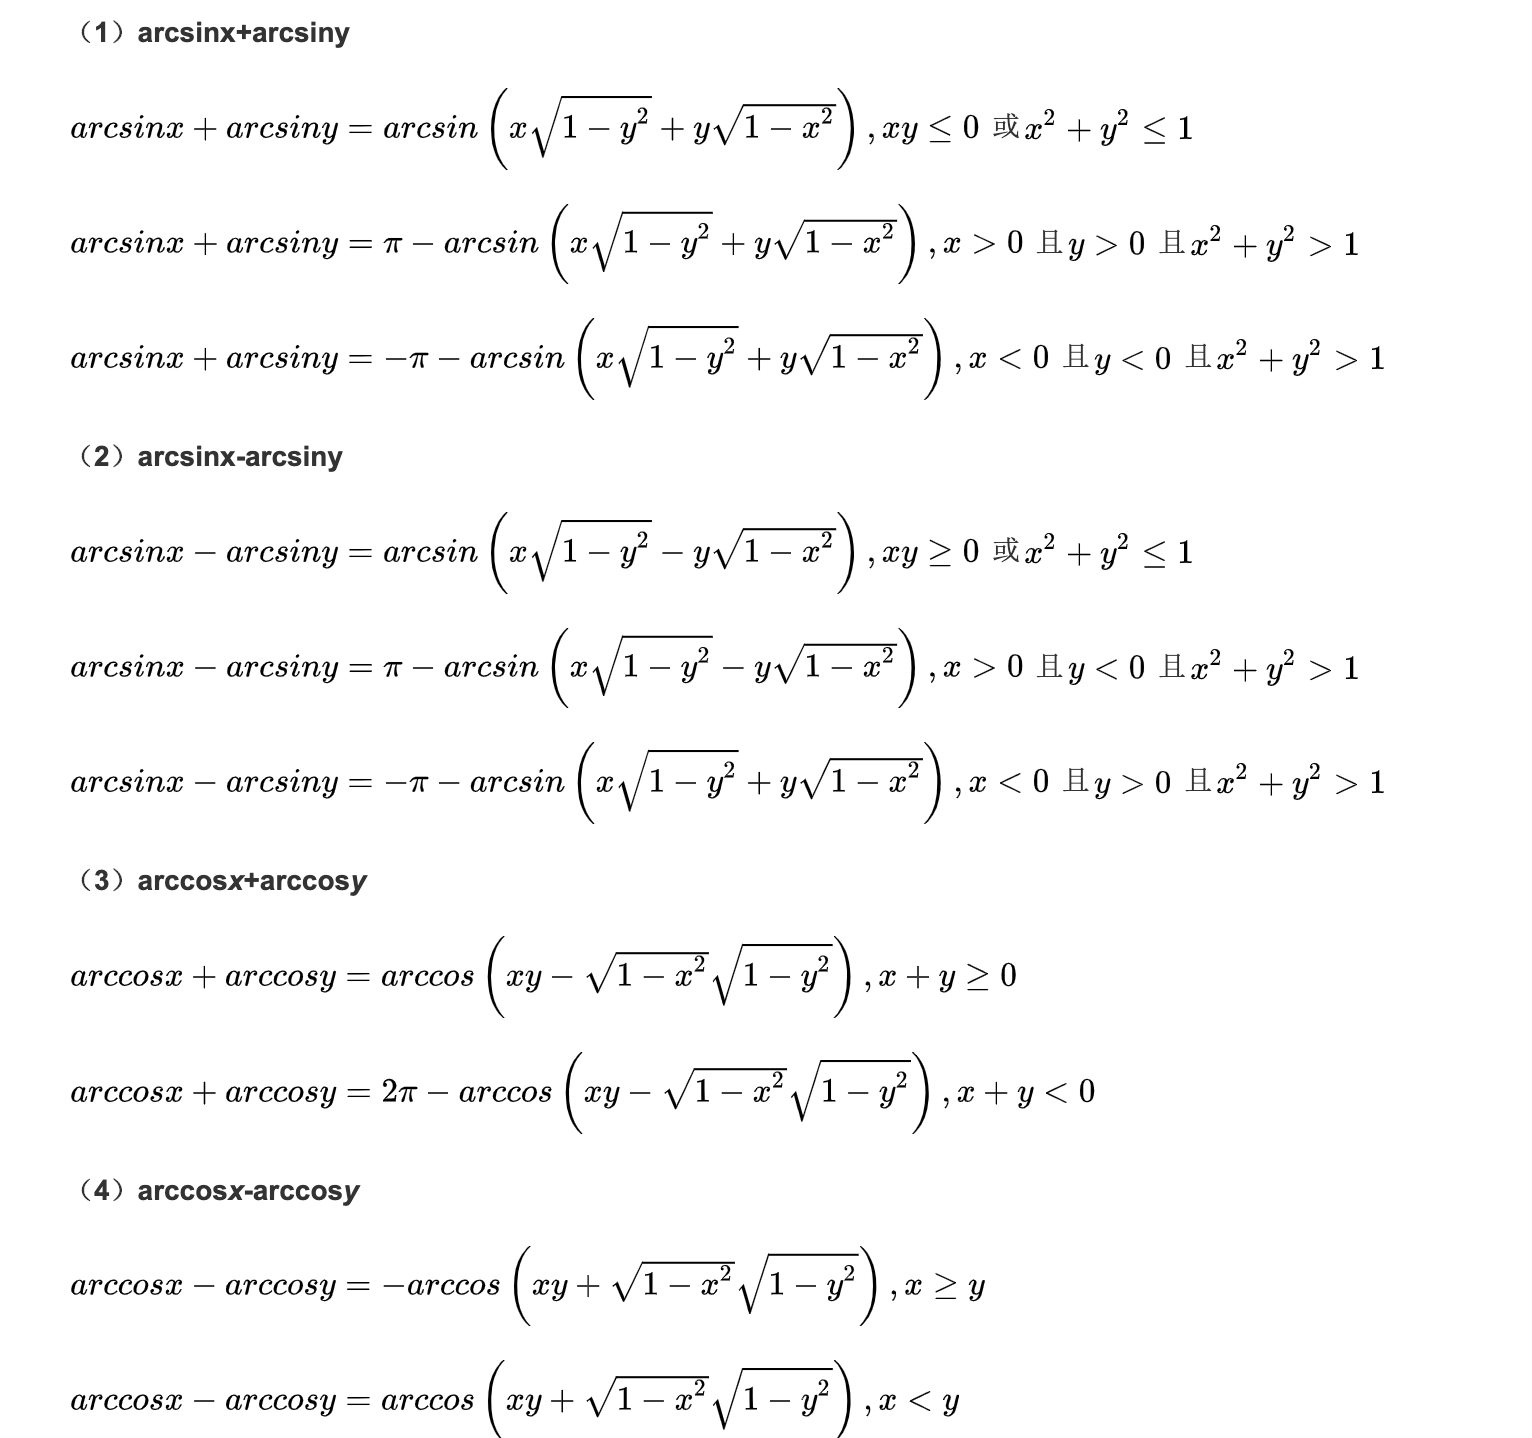 （1）arcsinx+arcsiny
arcsinx + arcsiny = arcsin (x√(1 − y²) + y√(1 − x²)), xy ≤ 0 或x² + y² ≤ 1
arcsinx + arcsiny = π − arcsin (x√(1 − y²) + y√(1 − x²)), x > 0 且y > 0 且x² + y² > 1
arcsinx + arcsiny = −π − arcsin (x√(1 − y²) + y√(1 − x²)), x < 0 且y < 0 且x² + y² > 1
（2）arcsinx-arcsiny
arcsinx − arcsiny = arcsin (x√(1 − y²) − y√(1 − x²)), xy ≥ 0 或x² + y² ≤ 1
arcsinx − arcsiny = π − arcsin (x√(1 − y²) − y√(1 − x²)), x > 0 且y < 0 且x² + y² > 1
arcsinx − arcsiny = −π − arcsin (x√(1 − y²) + y√(1 − x²)), x < 0 且y > 0 且x² + y² > 1
（3）arccosx+arccosy
arccosx + arccosy = arccos (xy − √(1 − x²)√(1 − y²)), x + y ≥ 0
arccosx + arccosy = 2π − arccos (xy − √(1 − x²)√(1 − y²)), x + y < 0
（4）arccosx-arccosy
arccosx − arccosy = −arccos (xy + √(1 − x²)√(1 − y²)), x ≥ y
arccosx − arccosy = arccos (xy + √(1 − x²)√(1 − y²)), x < y